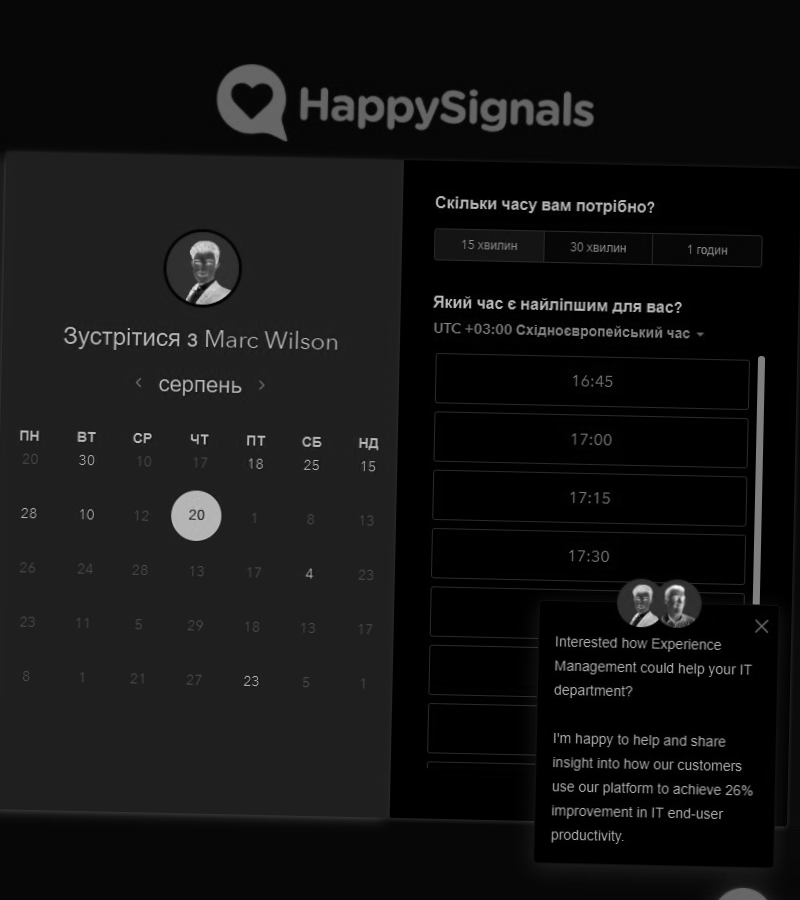 HappySignals
Зустрітися з Marc Wilson
серпень
ПН ВТ СР ЧТ ПТ СБ НД
20 30 10 17 18 25 15
28 10 12 20 1 8 13
26 24 28 13 17 4 23
23 11 5 29 18 13 17
8 1 21 27 23 5 1
Скільки часу вам потрібно?
15 хвилин 30 хвилин 1 годин
Який час є найліпшим для вас?
UTC +03:00 Східноєвропейський час
16:45
17:00
17:15
17:30
Interested how Experience
Management could help your IT
department?
I'm happy to help and share
insight into how our customers
use our platform to achieve 26%
improvement in IT end-user
productivity.